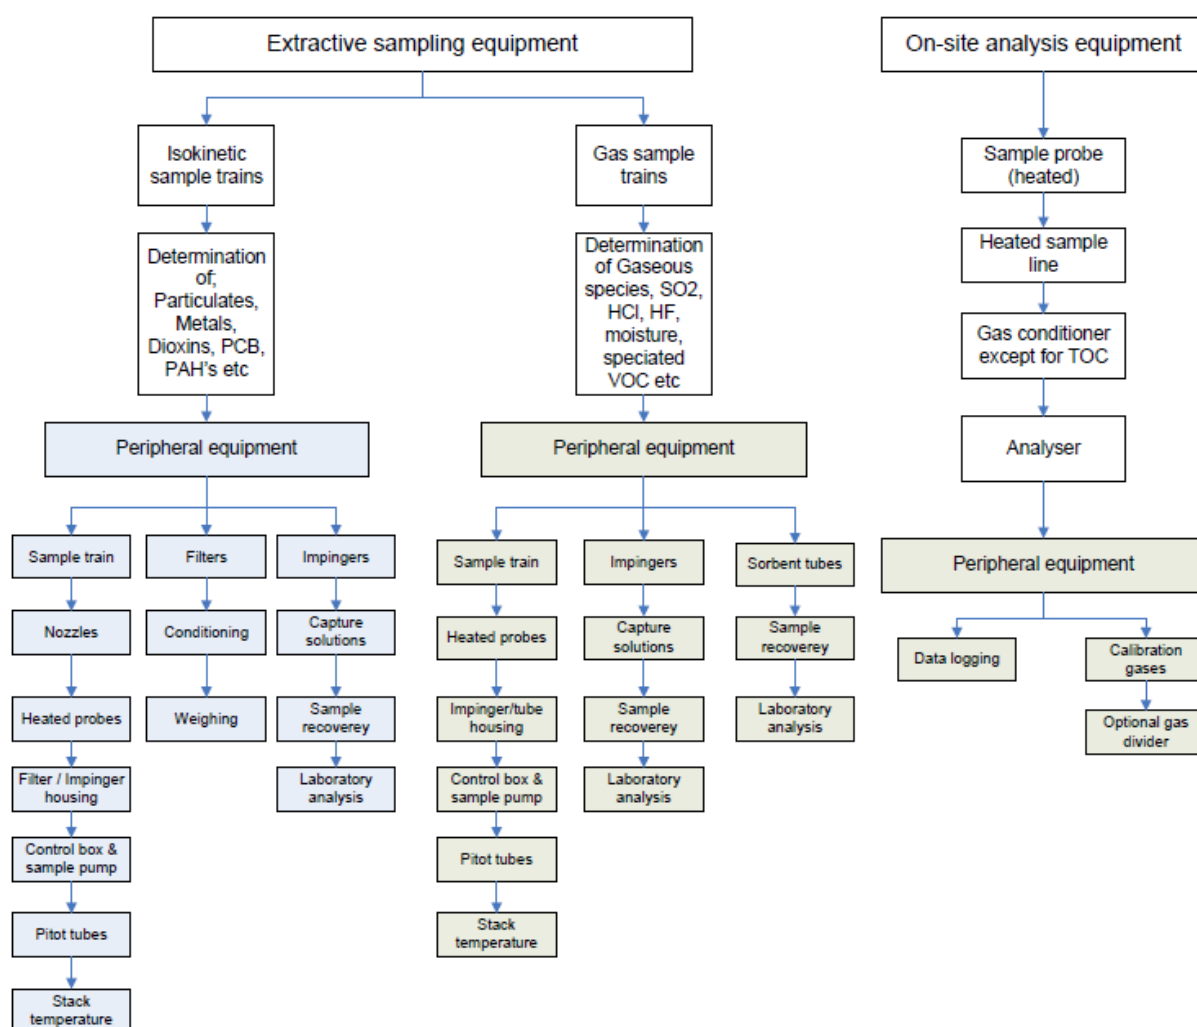 Extractive sampling equipment
On-site analysis equipment
Isokinetic
sample trains
Gas sample
trains
Sample probe
(heated)
Determination
of;
Particulates,
Metals,
Dioxins, PCB,
PAH's etc
Determination
of Gaseous
species, SO2,
HCl, HF,
moisture,
speciated
VOC etc
Heated sample
line
Gas conditioner
except for TOC
Analyser
Peripheral equipment
Peripheral equipment
Peripheral equipment
Sample train
Nozzles
Heated probes
Filter / Impinger
housing
Control box &
sample pump
Pitot tubes
Stack
temperature
Filters
Conditioning
Weighing
Impingers
Capture
solutions
Sample
recoverey
Laboratory
analysis
Sample train
Heated probes
Impinger/tube
housing
Control box &
sample pump
Pitot tubes
Stack
temperature
Impingers
Capture
solutions
Sample
recoverey
Laboratory
analysis
Sorbent tubes
Sample
recoverey
Laboratory
analysis
Data logging
Calibration
gases
Optional gas
divider